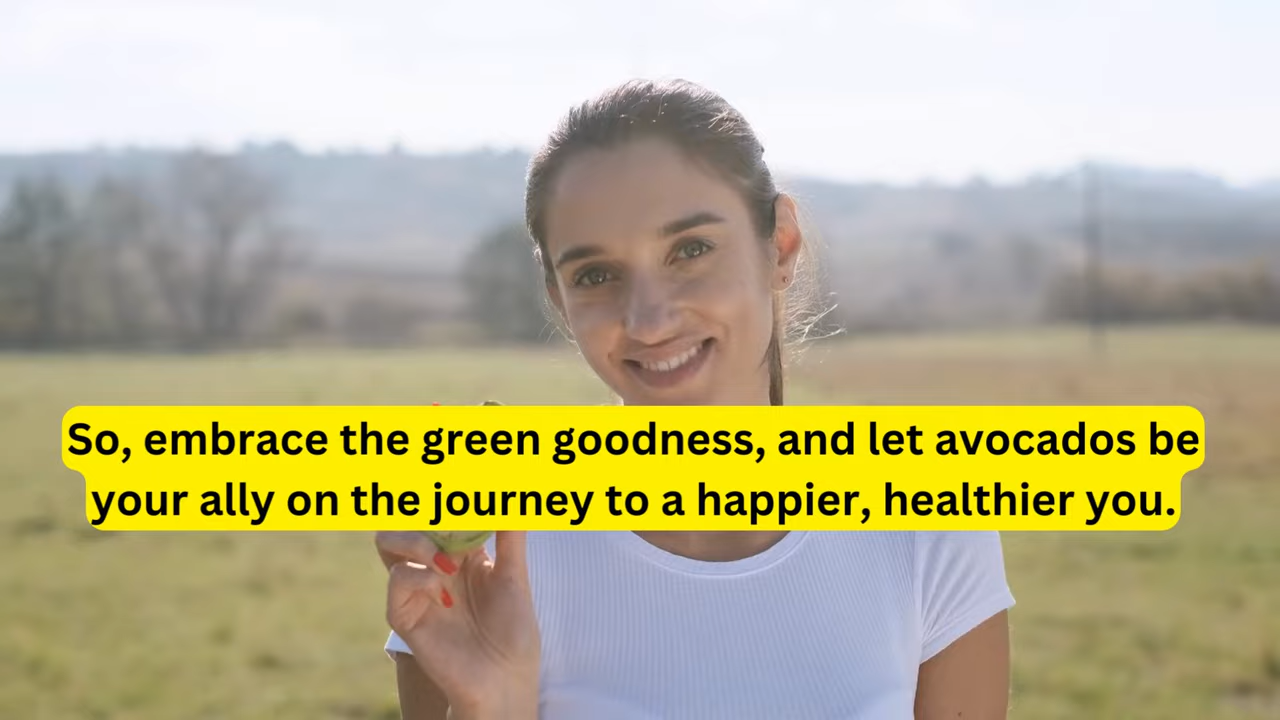 So, embrace the green goodness, and let avocados be
your ally on the journey to a happier, healthier you.